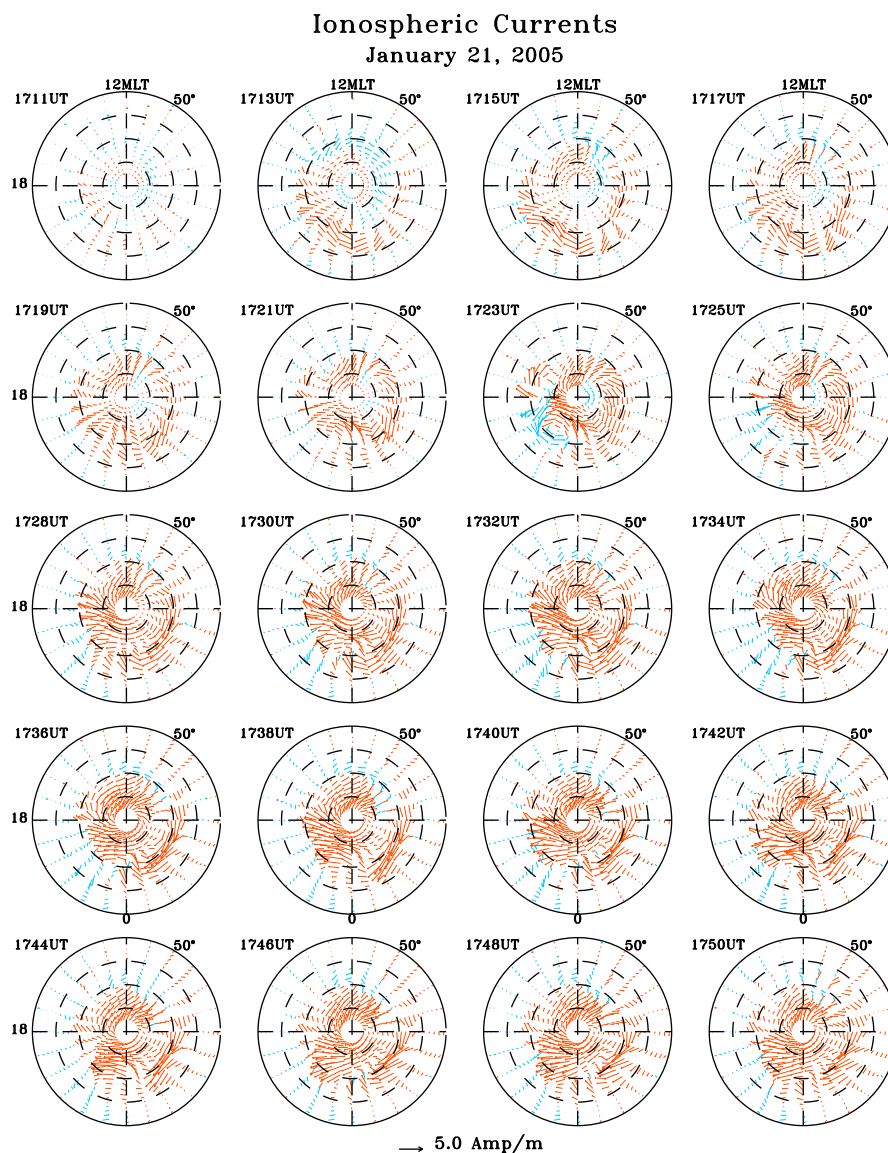 Ionospheric Currents
January 21, 2005
12MLT 12MLT 12MLT 12MLT
1711UT 50° 1713UT 50° 1715UT 50° 1717UT 50°
18
1719UT 50° 1721UT 50° 1723UT 50° 1725UT 50°
18
1728UT 50° 1730UT 50° 1732UT 50° 1734UT 50°
18
1736UT 50° 1738UT 50° 1740UT 50° 1742UT 50°
18
0 0 0 0
1744UT 50° 1746UT 50° 1748UT 50° 1750UT 50°
18
5.0 Amp/m